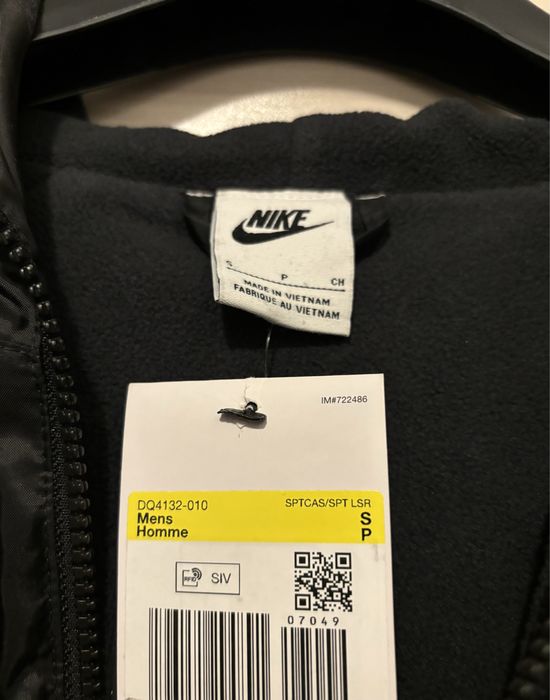 NIKE
S P CH
MADE IN VIETNAM
FABRIQUE AU VIETNAM
IM#722486
DQ4132-010 SPTCAS/SPT LSR
Mens S
Homme P
RFID SIV
07049